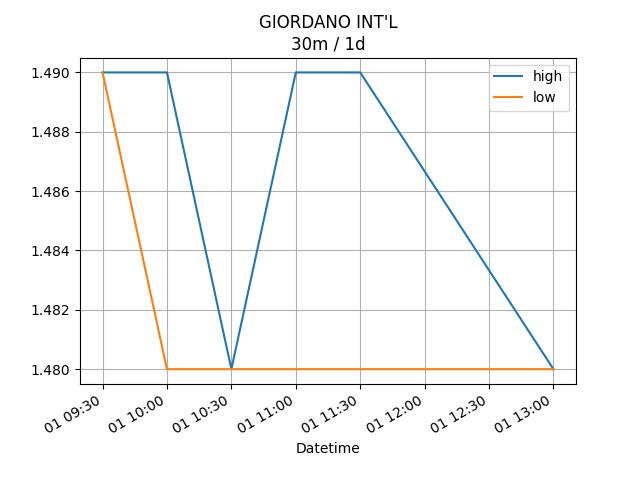 GIORDANO INT'L
30m / 1d
1.490
1.488
1.486
1.484
1.482
1.480
high
low
01 09:30
01 10:00
01 10:30
01 11:00
01 11:30
01 12:00
01 12:30
01 13:00
Datetime